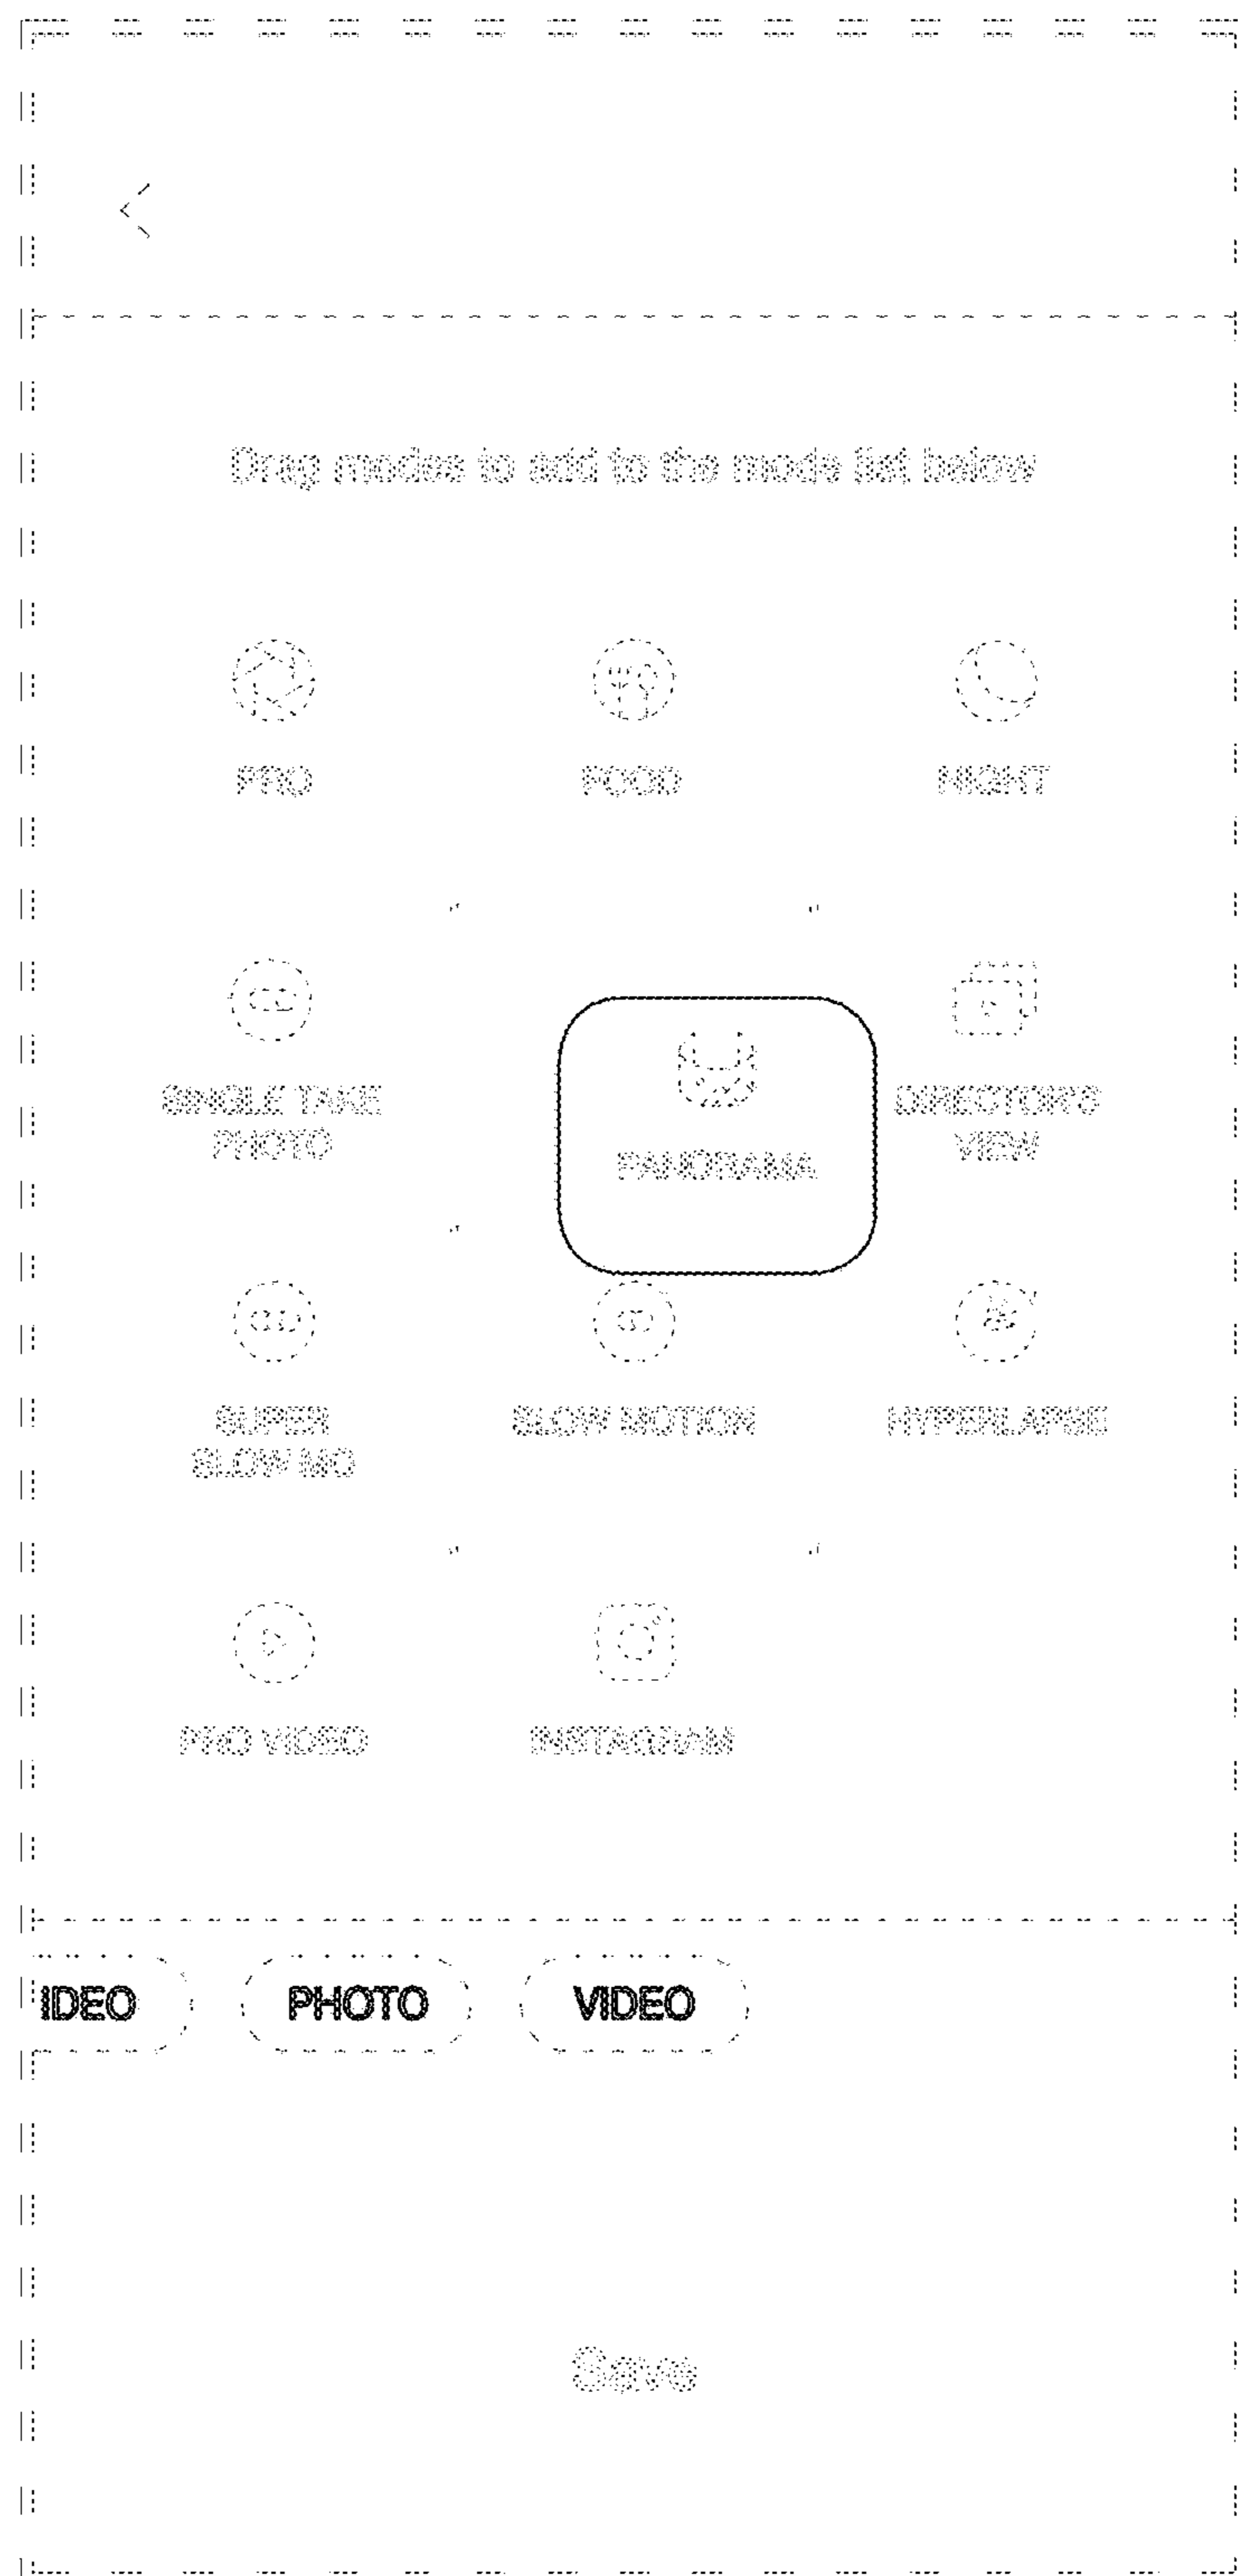 Drag modes to add to the mode list below
PRO FOOD NIGHT
SINGLE TAKE
PHOTO
PANORAMA
DIRECTOR'S
VIEW
SUPER
SLOW MO
SLOW MOTION
HYPERLAPSE
PRO VIDEO INSTAGRAM
IDEO PHOTO VIDEO
Save